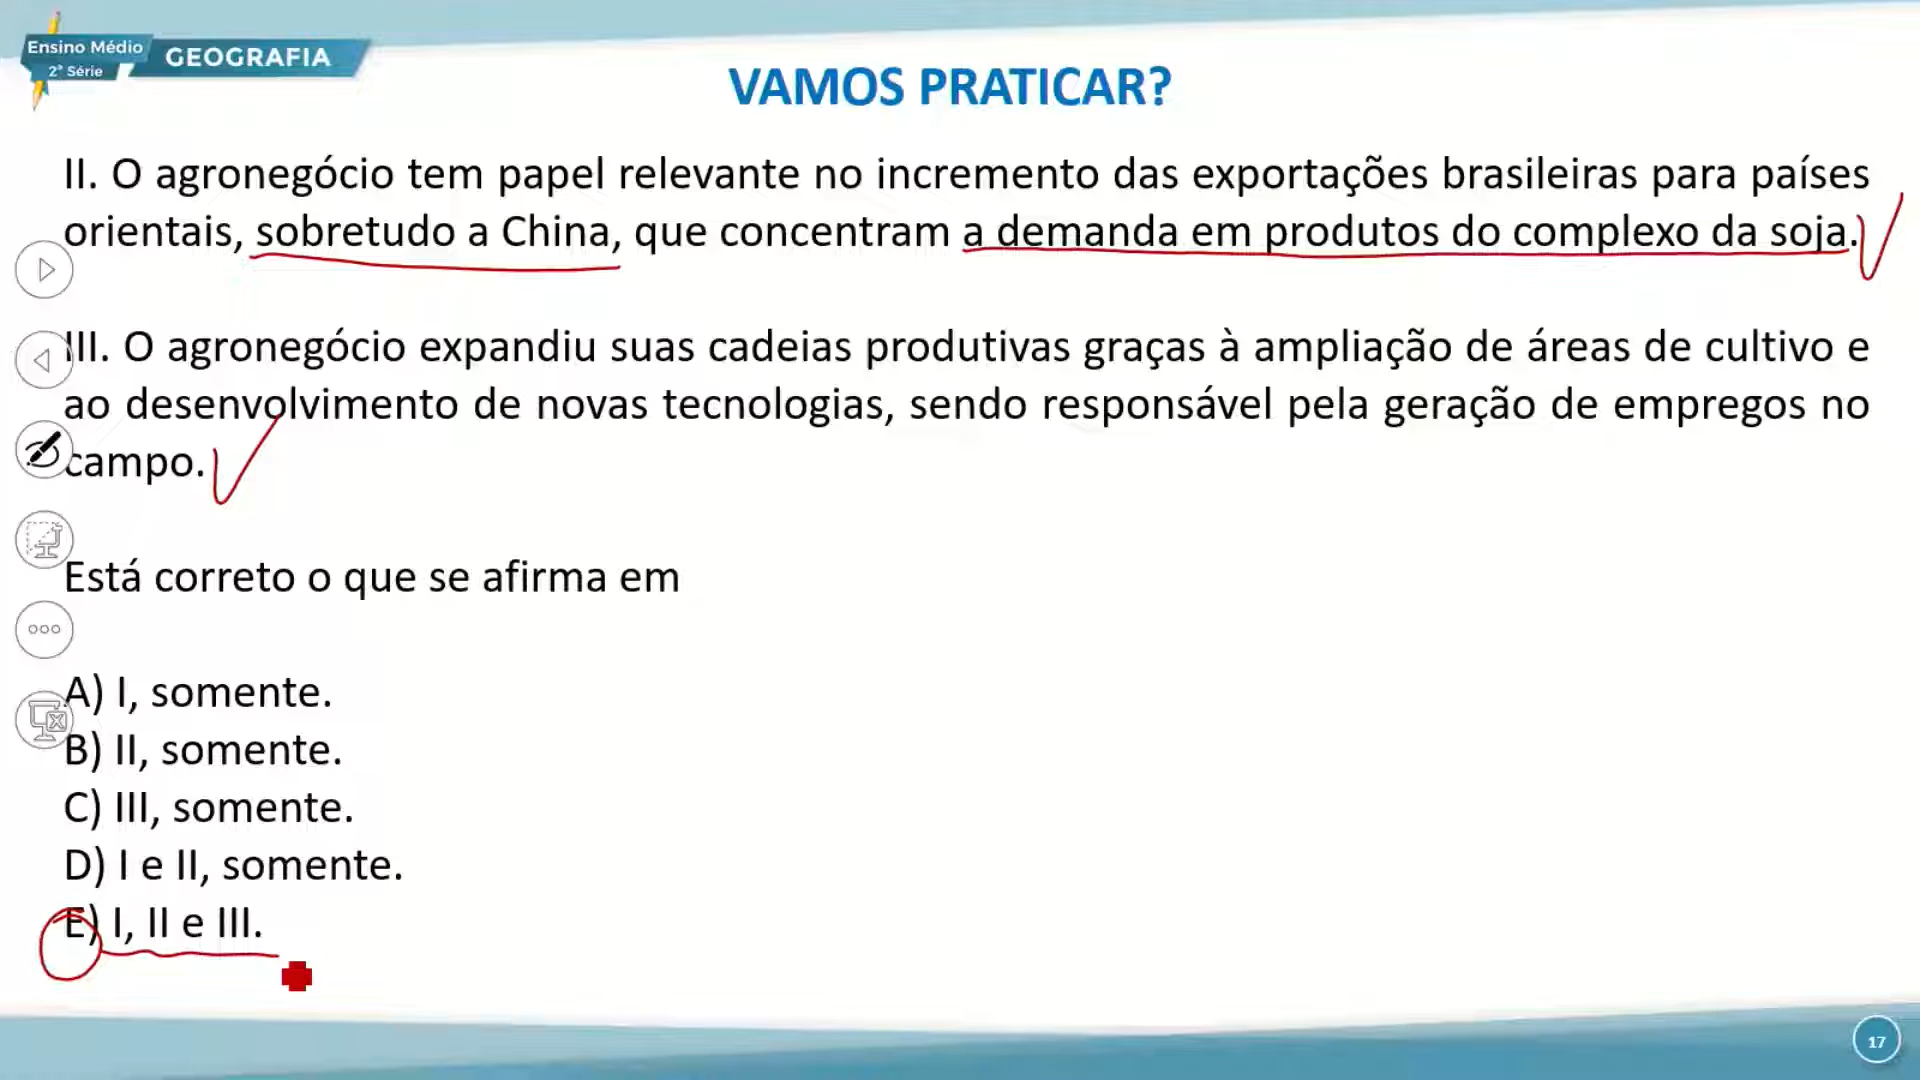 Ensino Médio
2ª Série
GEOGRAFIA
VAMOS PRATICAR?
II. O agronegócio tem papel relevante no incremento das exportações brasileiras para países
orientais, sobretudo a China, que concentram a demanda em produtos do complexo da soja.
III. O agronegócio expandiu suas cadeias produtivas graças à ampliação de áreas de cultivo e
ao desenvolvimento de novas tecnologias, sendo responsável pela geração de empregos no
campo.
Está correto o que se afirma em
A) I, somente.
B) II, somente.
C) III, somente.
D) I e II, somente.
E) I, II e III.
17